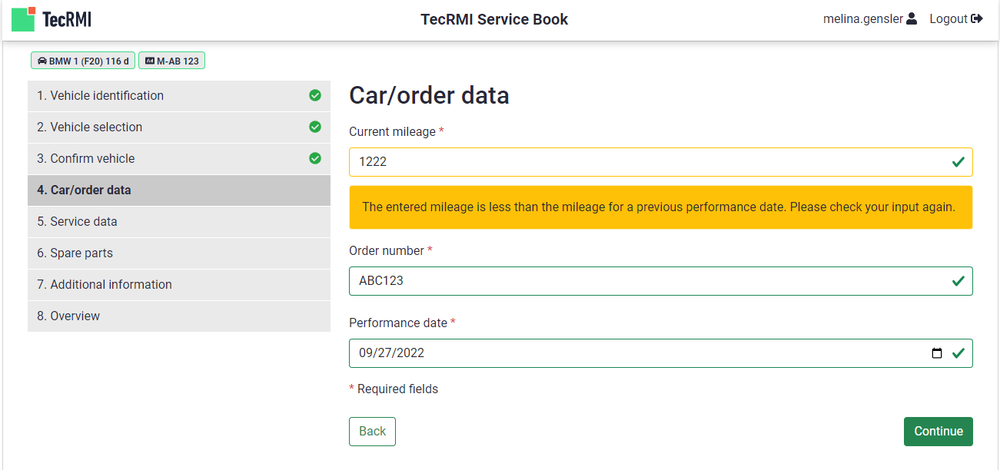 TecRMI
TecRMI Service Book
melina.gensler
Logout
BMW 1 (F20) 116 d
M-AB 123
1. Vehicle identification
2. Vehicle selection
3. Confirm vehicle
4. Car/order data
5. Service data
6. Spare parts
7. Additional information
8. Overview
Car/order data
Current mileage *
1222
The entered mileage is less than the mileage for a previous performance date. Please check your input again.
Order number *
ABC123
Performance date *
09/27/2022
* Required fields
Back
Continue